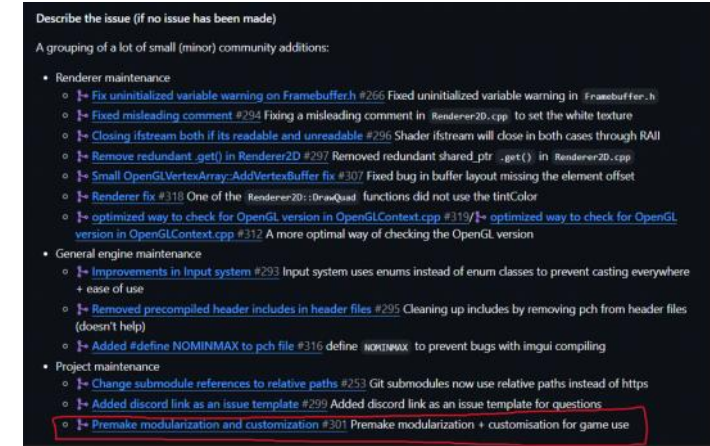 Describe the issue (if no issue has been made)
A grouping of a lot of small (minor) community additions:
Renderer maintenance
Fix uninitialized variable warning on Framebuffer.h #266 Fixed uninitialized variable warning in Framebuffer.h
Fixed misleading comment #294 Fixing a misleading comment in Renderer2D.cpp to set the white texture
Closing ifstream both if its readable and unreadable #296 Shader ifstream will close in both cases through RAII
Remove redundant .get() in Renderer2D #297 Removed redundant shared_ptr .get() in Renderer2D.cpp
Small OpenGLVertexArray::AddVertexBuffer fix #307 Fixed bug in buffer layout missing the element offset
Renderer fix #318 One of the Renderer2D::DrawQuad functions did not use the tintColor
optimized way to check for OpenGL version in OpenGLContext.cpp #319/ optimized way to check for OpenGL
version in OpenGLContext.cpp #312 A more optimal way of checking the OpenGL version
General engine maintenance
Improvements in Input system #293 Input system uses enums instead of enum classes to prevent casting everywhere
+ ease of use
Removed precompiled header includes in header files #295 Cleaning up includes by removing pch from header files
(doesn't help)
Added #define NOMINMAX to pch file #316 define NOMINMAX to prevent bugs with imgui compiling
Project maintenance
Change submodule references to relative paths #253 Git submodules now use relative paths instead of https
Added discord link as an issue template #299 Added discord link as an issue template for questions
Premake modularization and customization #301 Premake modularization + customisation for game use